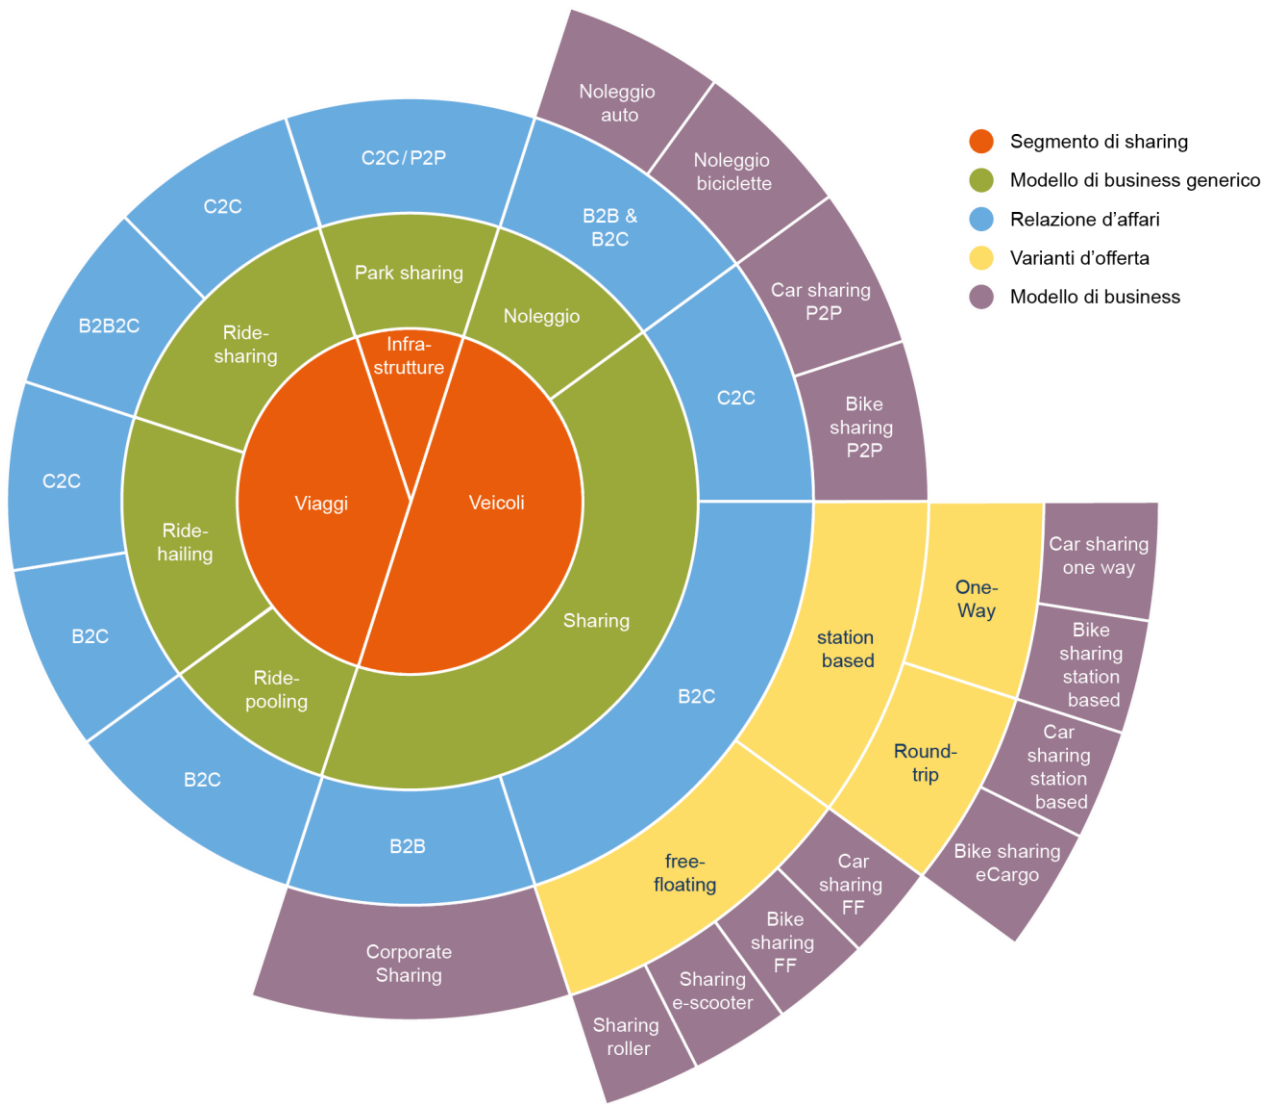 Noleggio
auto
Noleggio
biciclette
Car sharing
P2P
Bike
sharing
P2P
C2C/P2P
C2C
B2B2C
C2C
B2C
B2C
B2B
B2B &
B2C
C2C
B2C
Park sharing
Noleggio
Ride-
sharing
Ride-
hailing
Ride-
pooling
Sharing
Infra-
strutture
Viaggi
Veicoli
station
based
free-
floating
One-
Way
Round-
trip
Car sharing
one way
Bike
sharing
station
based
Car
sharing
station
based
Bike sharing
eCargo
Car
sharing
FF
Bike
sharing
FF
Sharing
e-scooter
Sharing
roller
Corporate
Sharing
Segmento di sharing
Modello di business generico
Relazione d’affari
Varianti d’offerta
Modello di business